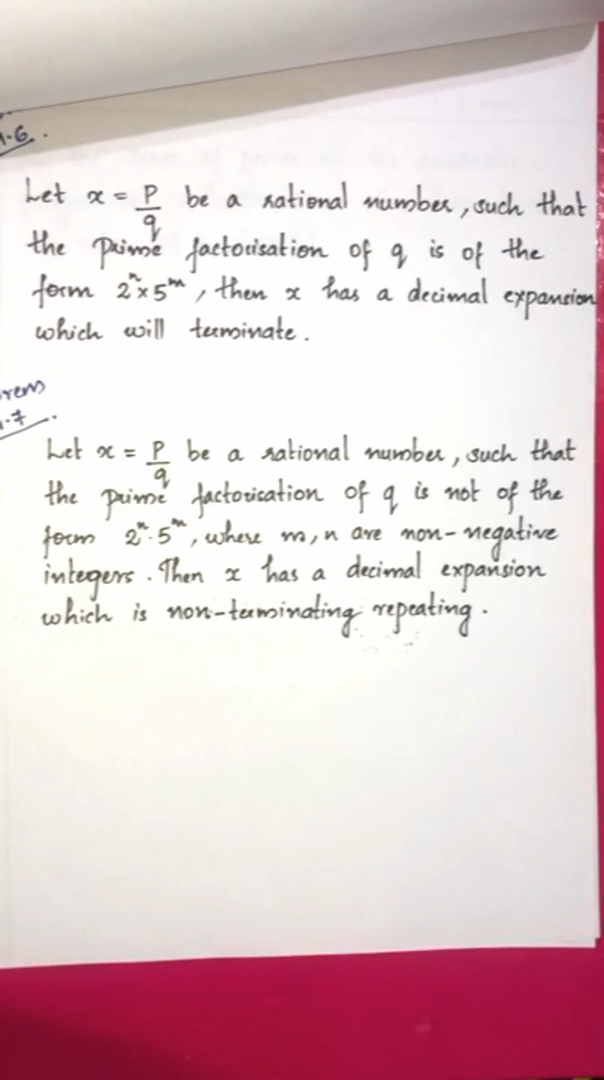 1.6.
Let x = P/q be a rational number, such that
the prime factorisation of q is of the
form 2ⁿ×5ᵐ, then x has a decimal expansion
which will terminate.
1.7.
Let x = P/q be a rational number, such that
the prime factorisation of q is not of the
form 2ⁿ·5ᵐ, where m, n are non-negative
integers. Then x has a decimal expansion
which is non-terminating repeating.